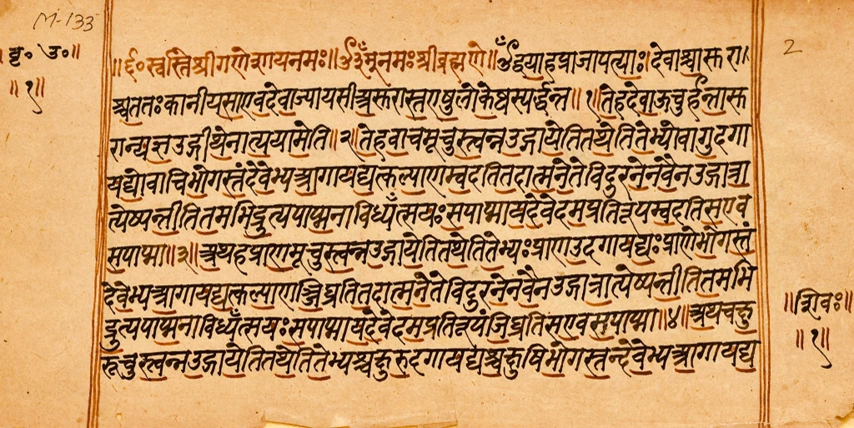 M-133
बृ॰ उ॰॥
॥१॥
2
॥ई॰स्वस्तिश्रीगणेशायनमः॥ॐनमःश्रीब्रह्मणे॥ॐद्वयाहप्राजापत्याः।देवाश्चासुरा।
श्चततःकानीयसाएवदेवाज्यायसीअसुरास्तएषुलोकेष्वस्पर्द्धन्त॥१॥तेहदेवाऊचुर्हन्तासु
रान्यज्ञउद्गीथेनात्ययामेति॥२॥तेहवाचमूचुस्त्वन्नउद्गायेतितथेतितेभ्योवागुदगा
यद्योवाचिभोगस्तंदेवेभ्यआगायद्यत्कल्याणम्वदतितदात्मनेतेविदुरनेनवैनउद्गात्रा
त्येष्यन्तीतितमभिद्रुत्यपाप्मनाविध्यँत्सयःसपाप्मायदेवेदमप्रतिरूपम्वदतिसएव
सपाप्मा॥३॥अथहप्राणमूचुस्त्वन्नउद्गायेतितथेतितेभ्यःप्राणउदगायद्यःप्राणेभोगस्तं
देवेभ्यआगायद्यत्कल्याणञ्जिघ्रतितदात्मनेतेविदुरनेनवैनउद्गात्रात्येष्यन्तीतितमभि
द्रुत्यपाप्मनाविध्यँत्सयःसपाप्मायदेवेदमप्रतिरूपंजिघ्रतिसएवसपाप्मा॥४॥अथचक्षु
रूचुस्त्वन्नउद्गायेतितथेतितेभ्यश्चक्षुरुदगायद्यश्चक्षुषिभोगस्तन्देवेभ्यआगायद्य
॥शिवः॥
॥१॥